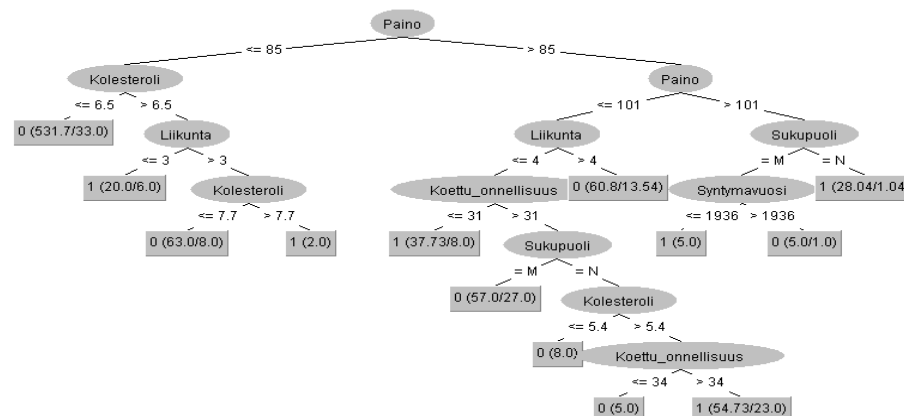 Paino
<= 85 > 85
Kolesteroli Paino
<= 6.5 > 6.5 <= 101 > 101
0 (531.7/33.0) Liikunta Liikunta Sukupuoli
<= 3 > 3 <= 4 > 4 = M = N
1 (20.0/6.0) Kolesteroli Koettu_onnellisuus 0 (60.8/13.54) Syntymavuosi 1 (28.04/1.04
<= 7.7 > 7.7 <= 31 > 31 <= 1936 > 1936
0 (63.0/8.0) 1 (2.0) 1 (37.73/8.0) Sukupuoli 1 (5.0) 0 (5.0/1.0)
= M = N
0 (57.0/27.0) Kolesteroli
<= 5.4 > 5.4
0 (8.0) Koettu_onnellisuus
<= 34 > 34
0 (5.0) 1 (54.73/23.0)